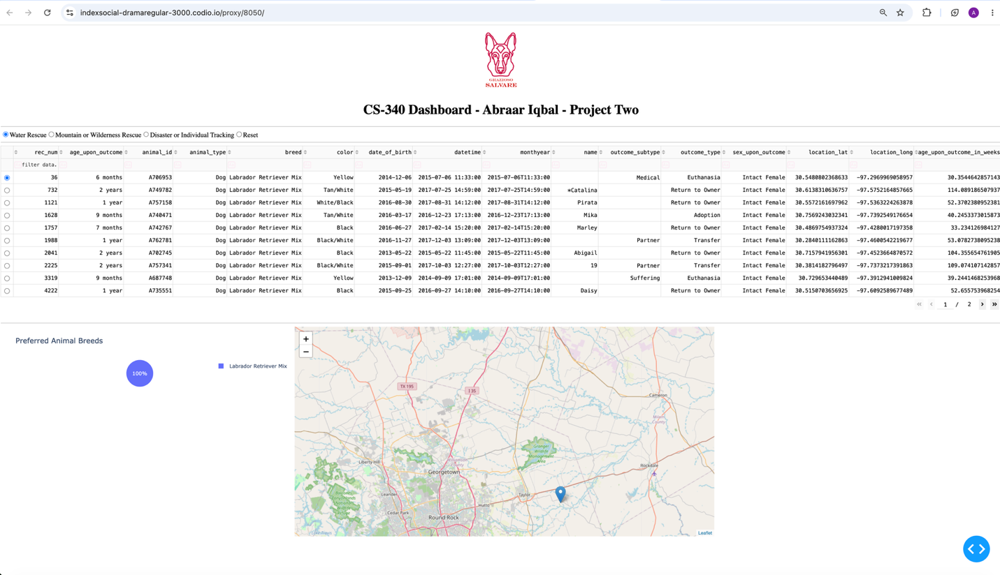 indexsocial-dramaregular-3000.codio.io/proxy/8050/
A
GRAZIOSO
SALVARE
CS-340 Dashboard - Abraar Iqbal - Project Two
Water Rescue Mountain or Wilderness Rescue Disaster or Individual Tracking Reset
rec_num age_upon_outcome animal_id animal_type breed color date_of_birth datetime monthyear name outcome_subtype outcome_type sex_upon_outcome location_lat location_long age_upon_outcome_in_weeks
filter data.
36 6 months A706953 Dog Labrador Retriever Mix Yellow 2014-12-06 2015-07-06 11:33:00 2015-07-06T11:33:00 Medical Euthanasia Intact Female 30.5480802368633 -97.2969969058957 30.3544642857143
732 2 years A749782 Dog Labrador Retriever Mix Tan/White 2015-05-19 2017-07-25 14:59:00 2017-07-25T14:59:00 *Catalina Return to Owner Intact Female 30.6138310636757 -97.5752164857665 114.089186507937
1121 1 year A757158 Dog Labrador Retriever Mix White/Black 2016-08-30 2017-08-31 14:12:00 2017-08-31T14:12:00 Pirata Return to Owner Intact Female 30.5572161697962 -97.5363224263878 52.3702380952381
1628 9 months A740471 Dog Labrador Retriever Mix Tan/White 2016-03-17 2016-12-23 17:13:00 2016-12-23T17:13:00 Mika Adoption Intact Female 30.7569243032341 -97.7392549176654 40.2453373015873
1757 7 months A742767 Dog Labrador Retriever Mix Black 2016-06-27 2017-02-14 15:20:00 2017-02-14T15:20:00 Marley Return to Owner Intact Female 30.4869754937324 -97.4280017197358 33.234126984127
1988 1 year A762781 Dog Labrador Retriever Mix Black/White 2016-11-27 2017-12-03 13:09:00 2017-12-03T13:09:00 Partner Transfer Intact Female 30.2840111162863 -97.4600542219677 53.0782738095238
2041 2 years A702745 Dog Labrador Retriever Mix Black 2013-05-22 2015-05-22 11:45:00 2015-05-22T11:45:00 Abigail Return to Owner Intact Female 30.7157941956301 -97.4523664870572 104.355654761905
2225 2 years A757341 Dog Labrador Retriever Mix Black/White 2015-09-01 2017-10-03 12:27:00 2017-10-03T12:27:00 19 Partner Transfer Intact Female 30.3814182796497 -97.7373217391863 109.074107142857
3319 9 months A687748 Dog Labrador Retriever Mix Yellow 2013-12-09 2014-09-09 17:01:00 2014-09-09T17:01:00 Suffering Euthanasia Intact Female 30.729653440489 -97.3912941009824 39.2441468253968
4222 1 year A735551 Dog Labrador Retriever Mix Black 2015-09-25 2016-09-27 14:10:00 2016-09-27T14:10:00 Daisy Return to Owner Intact Female 30.5150703656925 -97.6092589677489 52.655753968254
1 / 2
Preferred Animal Breeds
Labrador Retriever Mix
100%
+
−
TX 195
I 35
Cameron
Milam
County
Granger
Wildlife
Management
Area
Liberty Hill
Williamson
County
Rockdale
Georgetown
Balcones
Canyonlands
National
Wildlife
Refuge
Leander
Taylor
Hutto
Cedar Park
Round Rock
Lake Travis
Leaflet